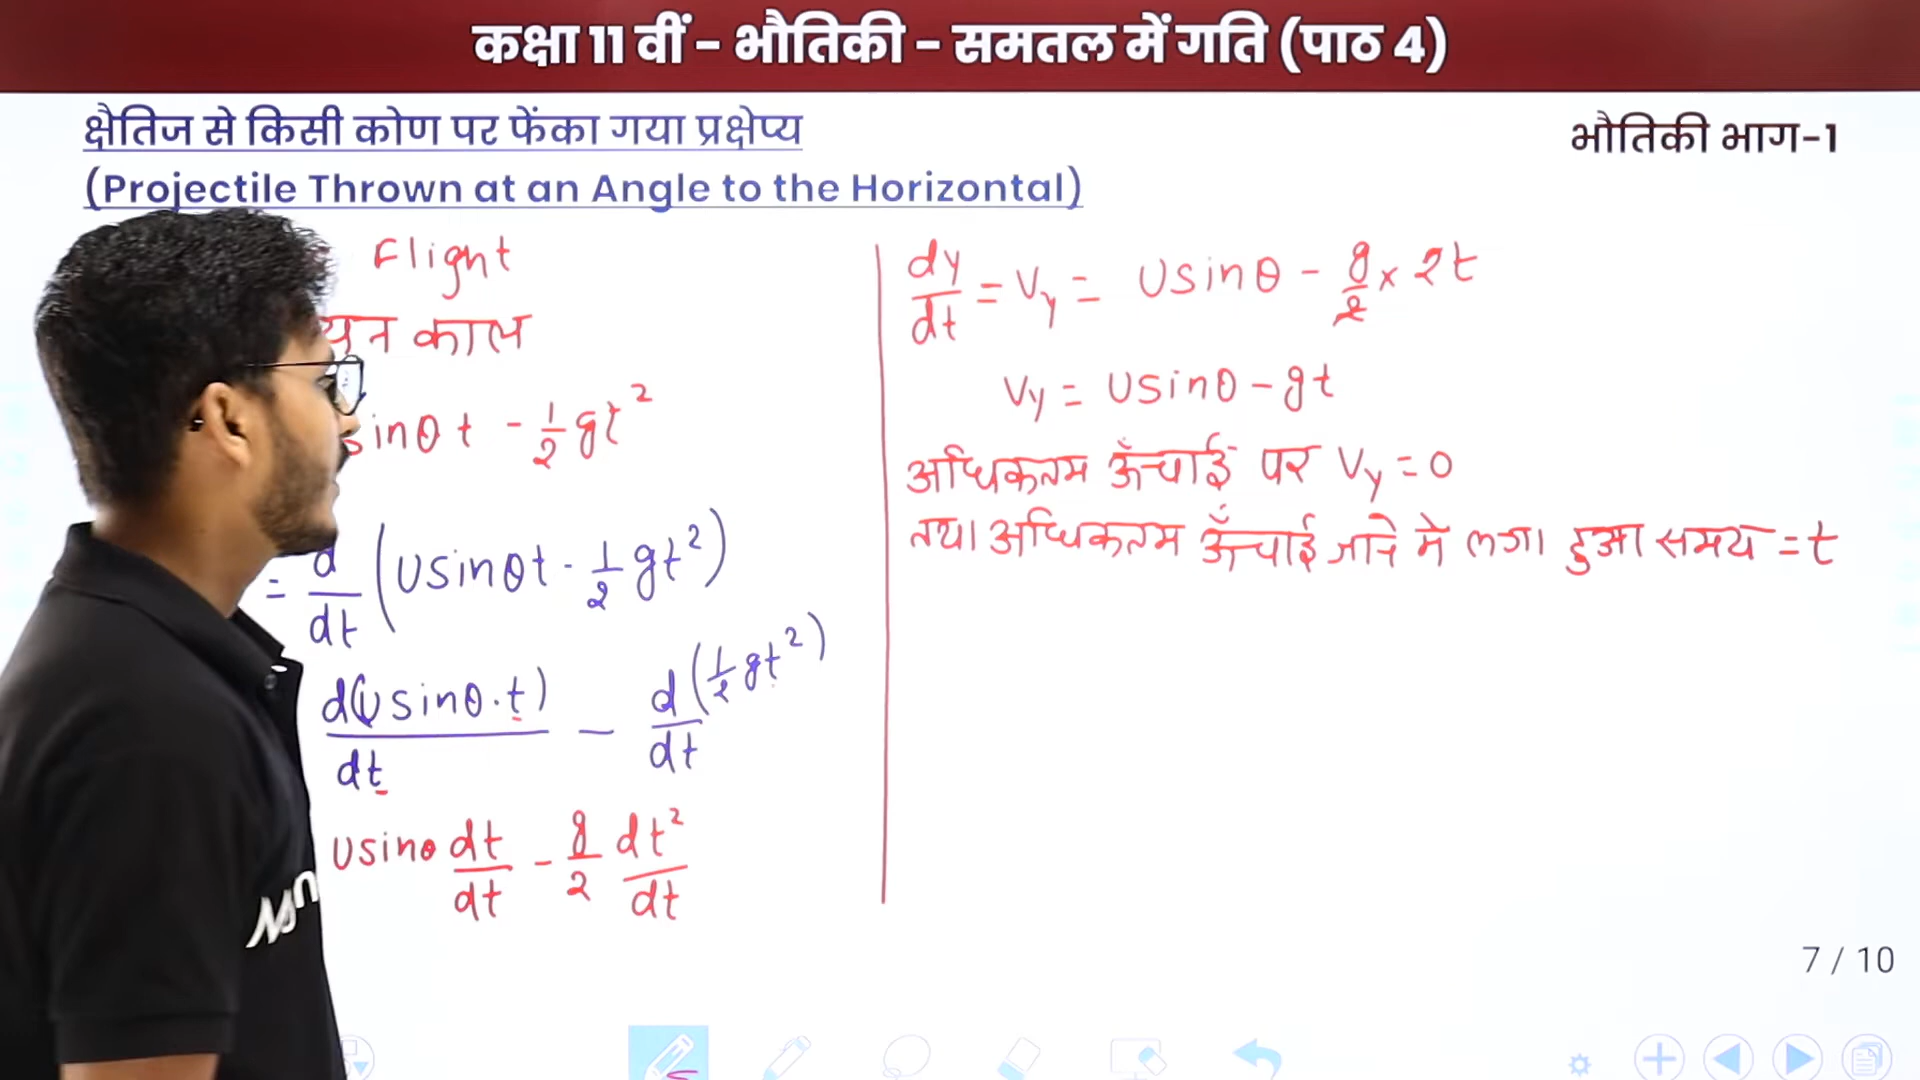 कक्षा 11 वीं – भौतिकी – समतल में गति (पाठ 4)
क्षैतिज से किसी कोण पर फेंका गया प्रक्षेप्य
(Projectile Thrown at an Angle to the Horizontal)
भौतिकी भाग-1
Flight
यन काल
sinθ t - 1/2 gt²
= d/dt (Usinθt - 1/2 gt²)
d(Usinθ.t)/dt - d/dt (1/2 gt²)
Usinθ dt/dt - g/2 dt²/dt
dy/dt = Vy = Usinθ - g/2 × 2t
Vy = Usinθ - gt
अधिकतम ऊँचाई पर Vy = 0
तथा अधिकतम ऊँचाई जाने मे लगा हुआ समय = t
7 / 10